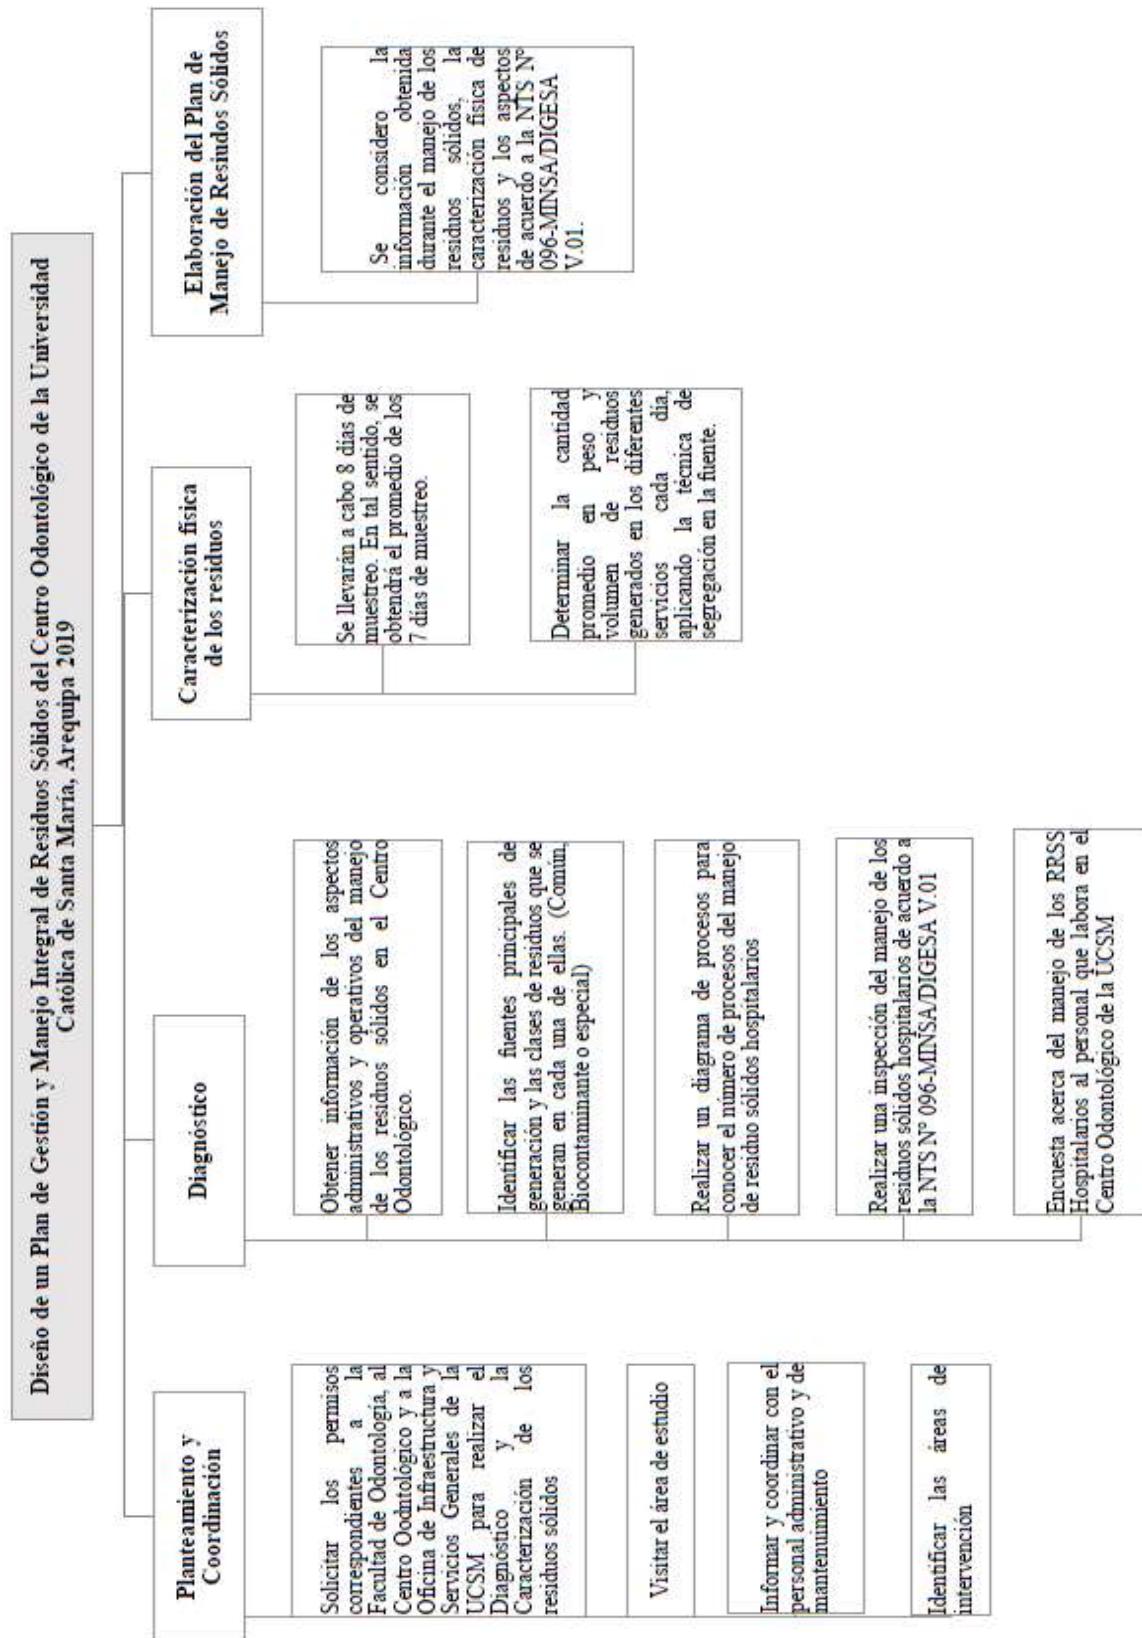 Diseño de un Plan de Gestión y Manejo Integral de Residuos Sólidos del Centro Odontológico de la Universidad
Católica de Santa María, Arequipa 2019
Planteamiento y
Coordinación
Solicitar los permisos
correspondientes a la
Facultad de Odontología, al
Centro Oodntológico y a la
Oficina de Infraestructura y
Servicios Generales de la
UCSM para realizar el
Diagnóstico y la
Caracterización de los
residuos sólidos
Visitar el área de estudio
Informar y coordinar con el
personal administrativo y de
mantenuimiento
Identificar las áreas de
intervención
Diagnóstico
Obtener información de los aspectos
administrativos y operativos del manejo
de los residuos sólidos en el Centro
Odontológico.
Identificar las fuentes principales de
generación y las clases de residuos que se
generan en cada una de ellas. (Común,
Biocontaminante o especial)
Realizar un diagrama de procesos para
conocer el número de procesos del manejo
de residuo sólidos hospitalarios
Realizar una inspección del manejo de los
residuos sólidos hospitalarios de acuerdo a
la NTS N° 096-MINSA/DIGESA V.01
Encuesta acerca del manejo de los RRSS
Hospitalarios al personal que labora en el
Centro Odontológico de la UCSM
Caracterización física
de los residuos
Se llevarán a cabo 8 días de
muestreo. En tal sentido, se
obtendrá el promedio de los
7 días de muestreo.
Determinar la cantidad
promedio en peso y
volumen de residuos
generados en los diferentes
servicios cada día,
aplicando la técnica de
segregación en la fuente.
Elaboración del Plan de
Manejo de Resiudos Sólidos
Se considero la
información obtenida
durante el manejo de los
residuos sólidos, la
caracterización física de
residuos y los aspectos
de acuerdo a la NTS N°
096-MINSA/DIGESA
V.01.